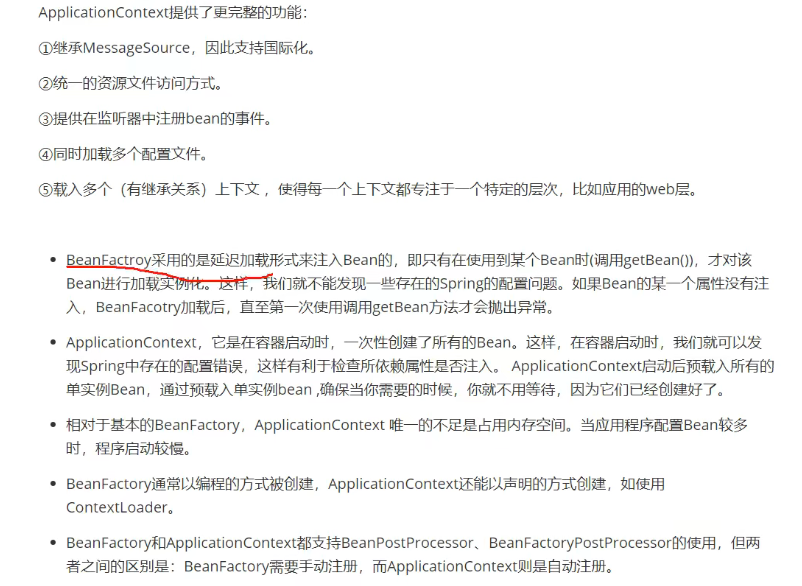 ApplicationContext提供了更完整的功能：
①继承MessageSource，因此支持国际化。
②统一的资源文件访问方式。
③提供在监听器中注册bean的事件。
④同时加载多个配置文件。
⑤载入多个（有继承关系）上下文 ，使得每一个上下文都专注于一个特定的层次，比如应用的web层。
BeanFactroy采用的是延迟加载形式来注入Bean的，即只有在使用到某个Bean时(调用getBean())，才对该
Bean进行加载实例化。这样，我们就不能发现一些存在的Spring的配置问题。如果Bean的某一个属性没有注
入，BeanFacotry加载后，直至第一次使用调用getBean方法才会抛出异常。
ApplicationContext，它是在容器启动时，一次性创建了所有的Bean。这样，在容器启动时，我们就可以发
现Spring中存在的配置错误，这样有利于检查所依赖属性是否注入。 ApplicationContext启动后预载入所有的
单实例Bean，通过预载入单实例bean ,确保当你需要的时候，你就不用等待，因为它们已经创建好了。
相对于基本的BeanFactory，ApplicationContext 唯一的不足是占用内存空间。当应用程序配置Bean较多
时，程序启动较慢。
BeanFactory通常以编程的方式被创建，ApplicationContext还能以声明的方式创建，如使用
ContextLoader。
BeanFactory和ApplicationContext都支持BeanPostProcessor、BeanFactoryPostProcessor的使用，但两
者之间的区别是：BeanFactory需要手动注册，而ApplicationContext则是自动注册。